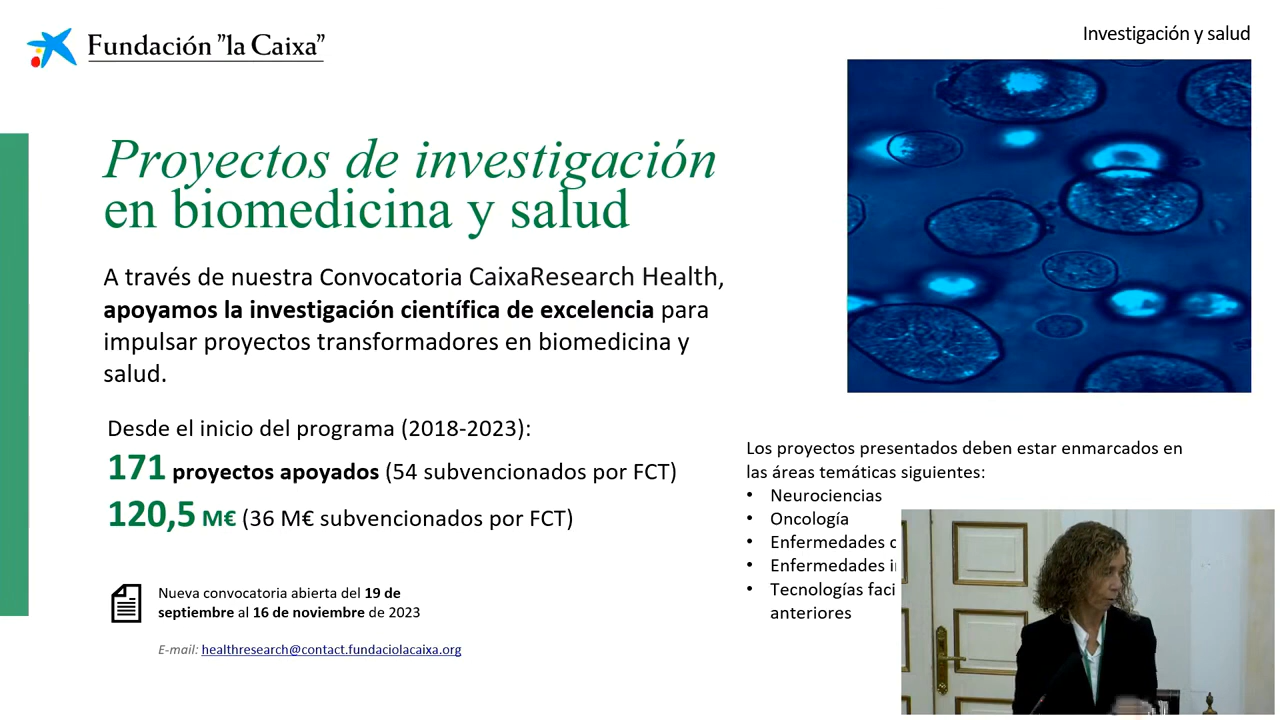 Fundación "la Caixa"
Investigación y salud
Proyectos de investigación
en biomedicina y salud
A través de nuestra Convocatoria CaixaResearch Health,
apoyamos la investigación científica de excelencia para
impulsar proyectos transformadores en biomedicina y
salud.
Desde el inicio del programa (2018-2023):
171 proyectos apoyados (54 subvencionados por FCT)
120,5 M€ (36 M€ subvencionados por FCT)
Nueva convocatoria abierta del 19 de
septiembre al 16 de noviembre de 2023
E-mail: healthresearch@contact.fundaciolacaixa.org
Los proyectos presentados deben estar enmarcados en
las áreas temáticas siguientes:
• Neurociencias
• Oncología
• Enfermedades
• Enfermedades
• Tecnologías
anteriores